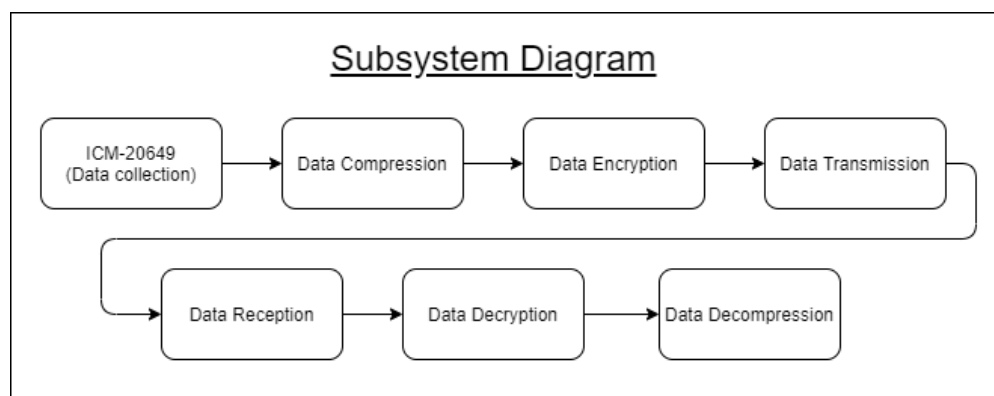 Subsystem Diagram
ICM-20649
(Data collection)
Data Compression
Data Encryption
Data Transmission
Data Reception
Data Decryption
Data Decompression